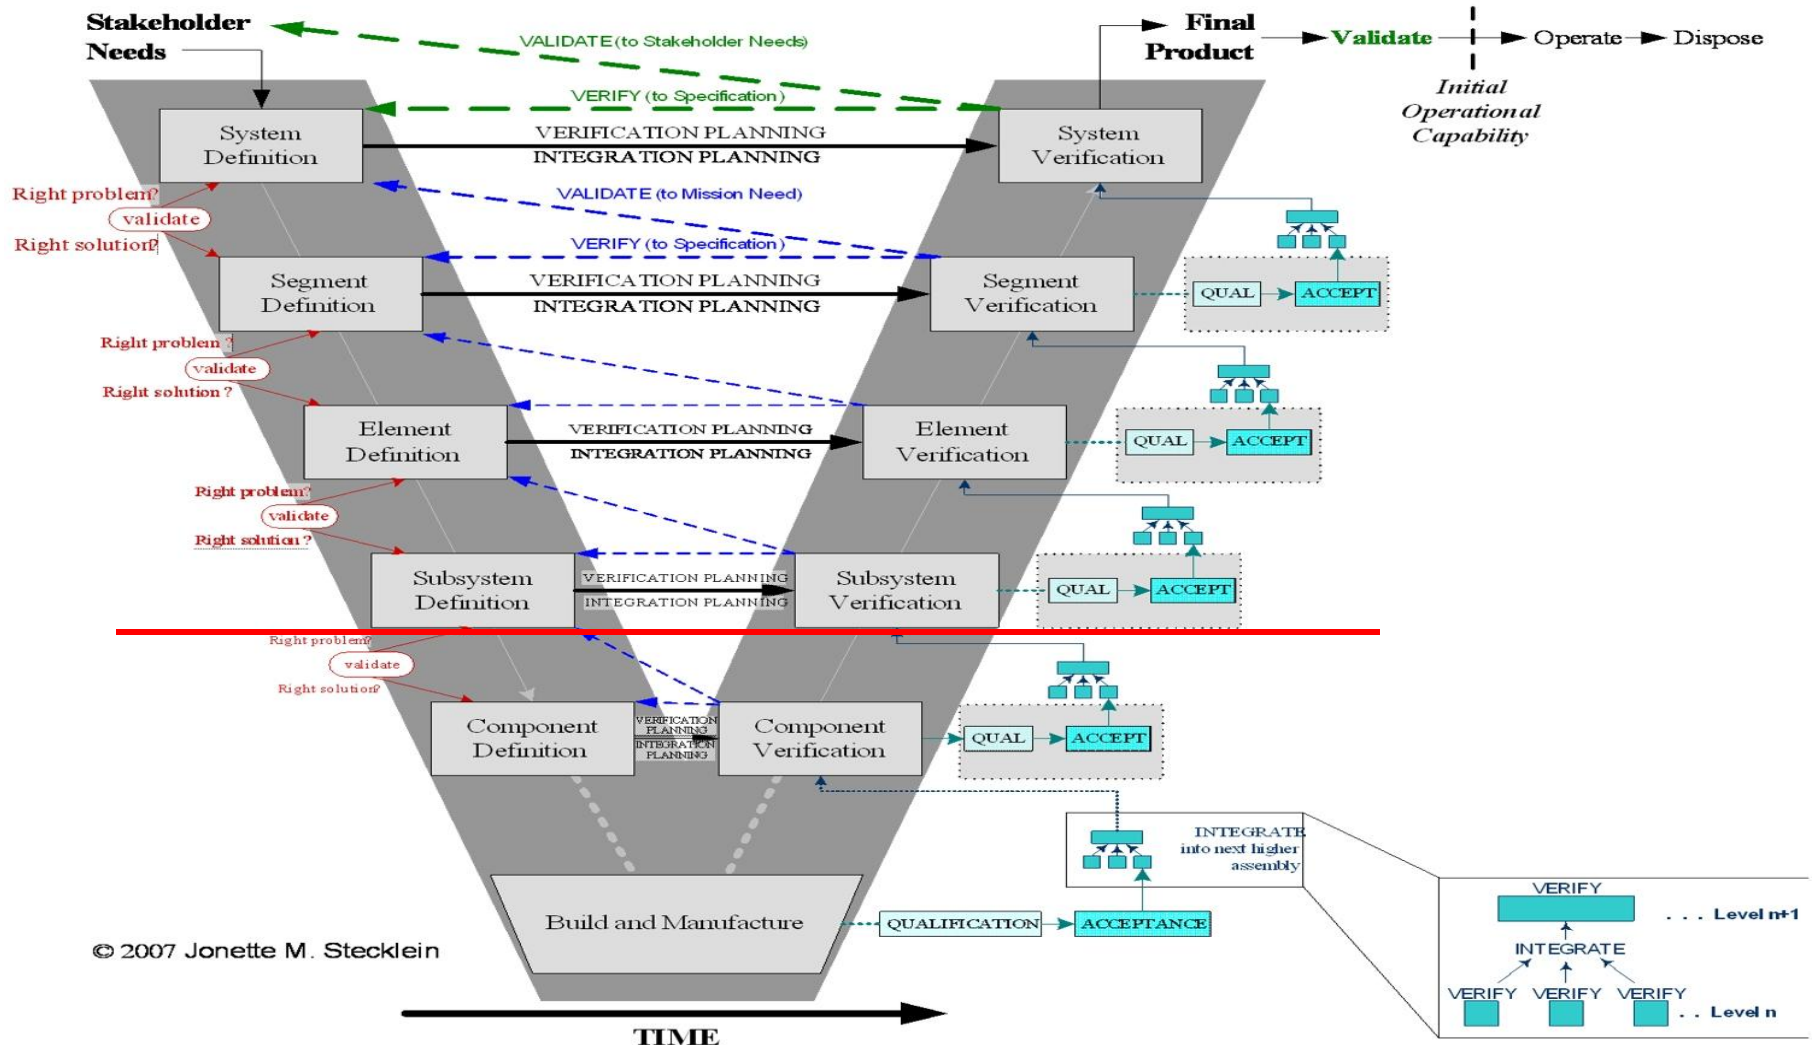 Stakeholder
Needs
VALIDATE (to Stakeholder Needs)
Final
Product
Validate
Operate
Dispose
Initial
Operational
Capability
VERIFY (to Specification)
System
Definition
VERIFICATION PLANNING
INTEGRATION PLANNING
System
Verification
Right problem?
validate
Right solution?
VALIDATE (to Mission Need)
VERIFY (to Specification)
Segment
Definition
VERIFICATION PLANNING
INTEGRATION PLANNING
Segment
Verification
QUAL
ACCEPT
Right problem ?
validate
Right solution ?
Element
Definition
VERIFICATION PLANNING
INTEGRATION PLANNING
Element
Verification
QUAL
ACCEPT
Right problem?
validate
Right solution ?
Subsystem
Definition
VERIFICATION PLANNING
INTEGRATION PLANNING
Subsystem
Verification
QUAL
ACCEPT
Right problem?
validate
Right solution?
Component
Definition
VERIFICATION
PLANNING
INTEGRATION
PLANNING
Component
Verification
QUAL
ACCEPT
INTEGRATE
into next higher
assembly
Build and Manufacture
QUALIFICATION
ACCEPTANCE
VERIFY
. . . Level n+1
INTEGRATE
VERIFY VERIFY VERIFY
. . Level n
© 2007 Jonette M. Stecklein
TIME